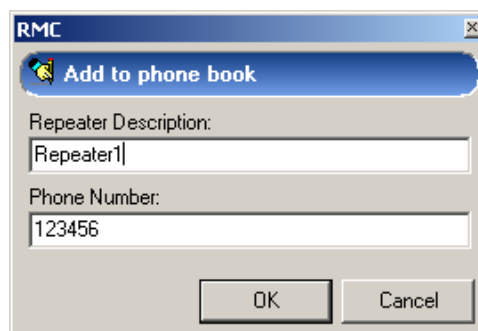 RMC
Add to phone book
Repeater Description:
Repeater1
Phone Number:
123456
OK Cancel